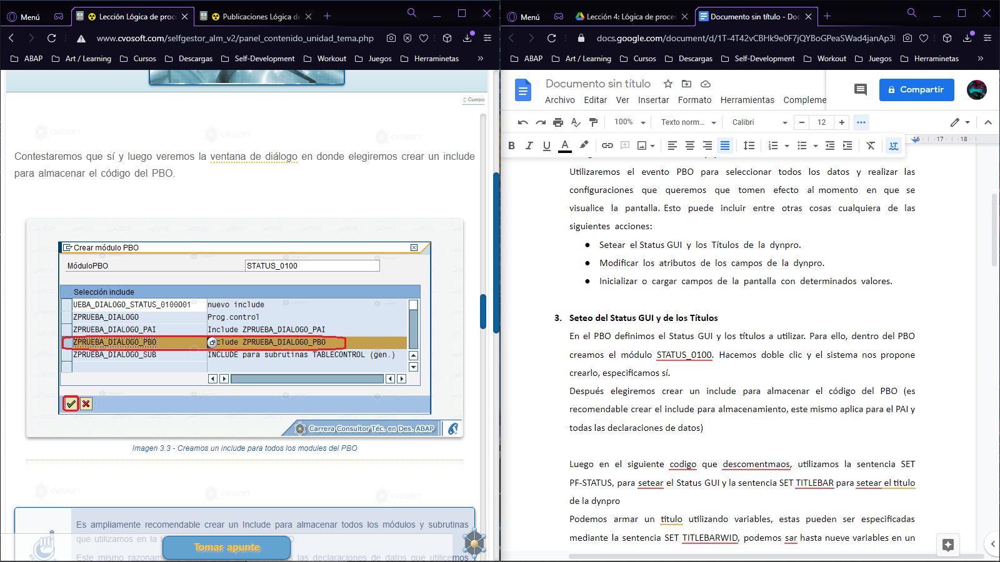 Menú
Lección Lógica de proc
Publicaciones Lógica de
www.cvosoft.com/selfgestor_alm_v2/panel_contenido_unidad_tema.php
ABAP
Art / Learning
Cursos
Descargas
Self-Development
Workout
Juegos
Herraminetas
»
Cuerpo
CVOSOFT
CVOSOFT
CVOSOFT
Contestaremos que sí y luego veremos la ventana de diálogo en donde elegiremos crear un include
para almacenar el código del PBO.
Crear módulo PBO
MóduloPBO
STATUS_0100
Selección include
UEBA_DIALOGO_STATUS_0100001 nuevo include
ZPRUEBA_DIALOGO Prog.control
ZPRUEBA_DIALOGO_PAI Include ZPRUEBA_DIALOGO_PAI
ZPRUEBA_DIALOGO_PBO clude ZPRUEBA_DIALOGO_PBO
ZPRUEBA_DIALOGO_SUB INCLUDE para subrutinas TABLECONTROL (gen.)
Carrera Consultor Téc. en Des. ABAP
Imagen 3.3 - Creamos un include para todos los modules del PBO
CVOSOFT
CVOSOFT
CVOSOFT
Es ampliamente recomendable crear un Include para almacenar todos los módulos y subrutinas
que utilizamos en la
Este mismo razonam
las declaraciones de datos que utilicemos y
Tomar apunte
Menú
Lección 4: Lógica de proces
Documento sin título - Doc
docs.google.com/document/d/1T-4T42vCBHk9e0F7jQYBoGPeaSWad4janAp3
ABAP
Art / Learning
Cursos
Descargas
Self-Development
Workout
Juegos
Herraminetas
»
Documento sin título
Archivo Editar Ver Insertar Formato Herramientas Compleme
Compartir
100%
Texto norm...
Calibri
12
16 17 18
Utilizaremos el evento PBO para seleccionar todos los datos y realizar las
configuraciones que queremos que tomen efecto al momento en que se
visualice la pantalla. Esto puede incluir entre otras cosas cualquiera de las
siguientes acciones:
● Setear el Status GUI y los Títulos de la dynpro.
● Modificar los atributos de los campos de la dynpro.
● Inicializar o cargar campos de la pantalla con determinados valores.
3. Seteo del Status GUI y de los Títulos
En el PBO definimos el Status GUI y los títulos a utilizar. Para ello, dentro del PBO
creamos el módulo STATUS_0100. Hacemos doble clic y el sistema nos propone
crearlo, especificamos sí.
Después elegiremos crear un include para almacenar el código del PBO (es
recomendable crear el include para almacenamiento, este mismo aplica para el PAI y
todas las declaraciones de datos)
Luego en el siguiente codigo que descomentmaos, utilizamos la sentencia SET
PF-STATUS, para setear el Status GUI y la sentencia SET TITLEBAR para setear el titulo
de la dynpro
Podemos armar un titulo utilizando variables, estas pueden ser especificadas
mediante la sentencia SET TITLEBARWID, podemos sar hasta nueve variables en un